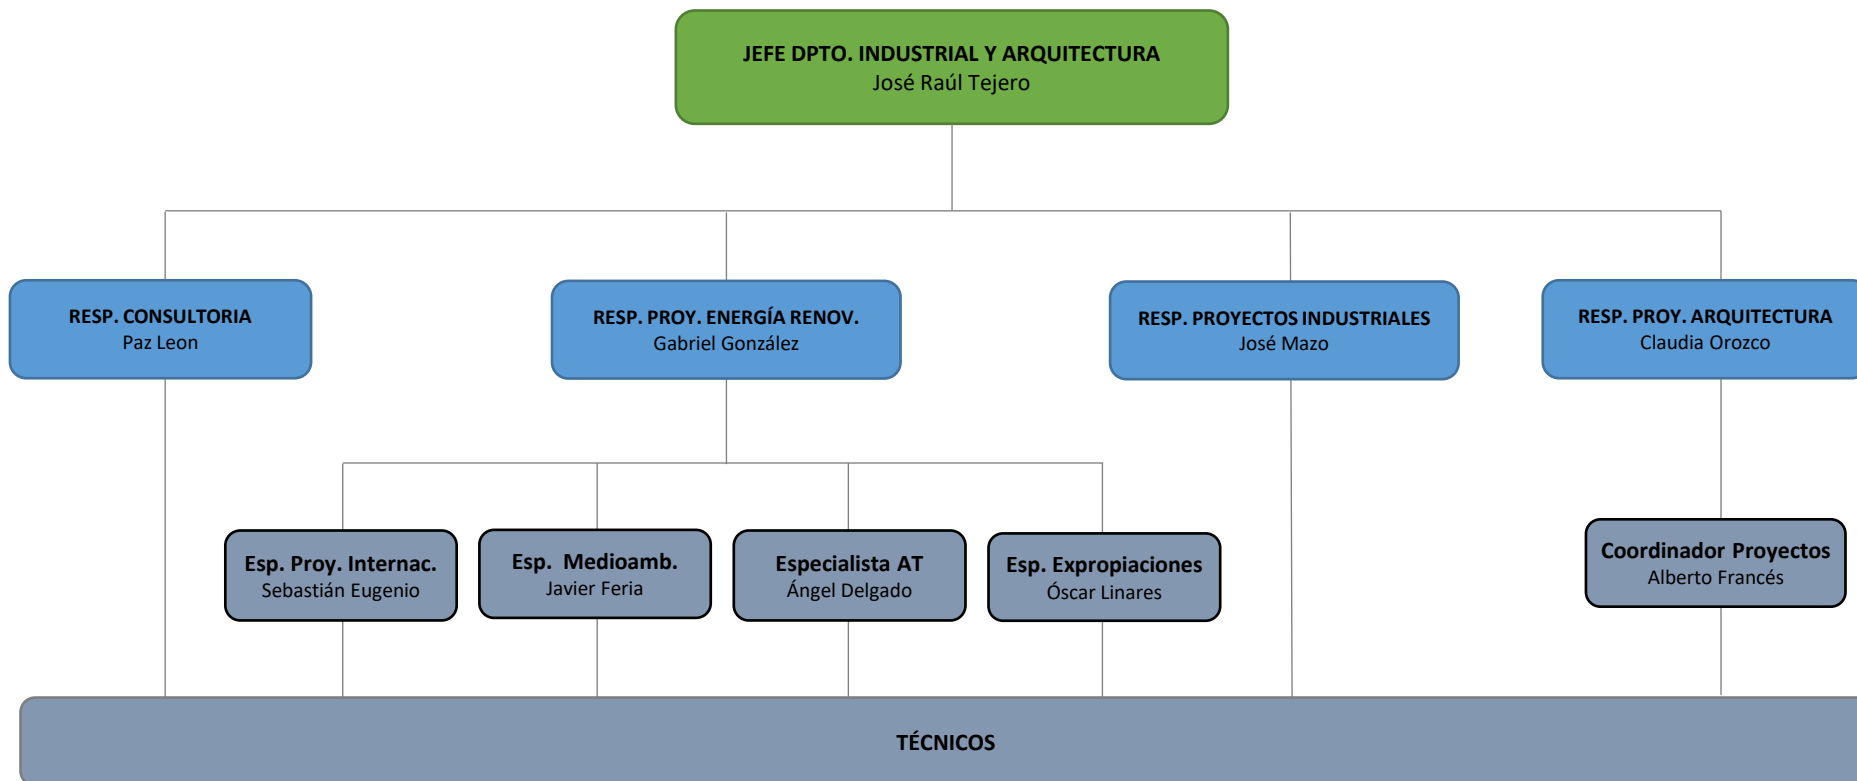 JEFE DPTO. INDUSTRIAL Y ARQUITECTURA
José Raúl Tejero
RESP. CONSULTORIA
Paz Leon
RESP. PROY. ENERGÍA RENOV.
Gabriel González
RESP. PROYECTOS INDUSTRIALES
José Mazo
RESP. PROY. ARQUITECTURA
Claudia Orozco
Esp. Proy. Internac.
Sebastián Eugenio
Esp. Medioamb.
Javier Feria
Especialista AT
Ángel Delgado
Esp. Expropiaciones
Óscar Linares
Coordinador Proyectos
Alberto Francés
TÉCNICOS